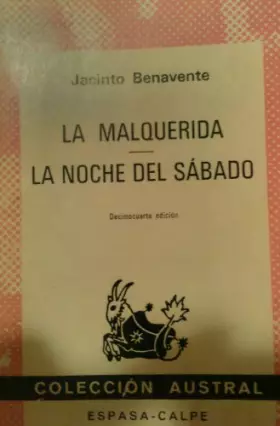 Jacinto Benavente
LA MALQUERIDA
LA NOCHE DEL SÁBADO
Decimocuarta edición
COLECCIÓN AUSTRAL
ESPASA-CALPE